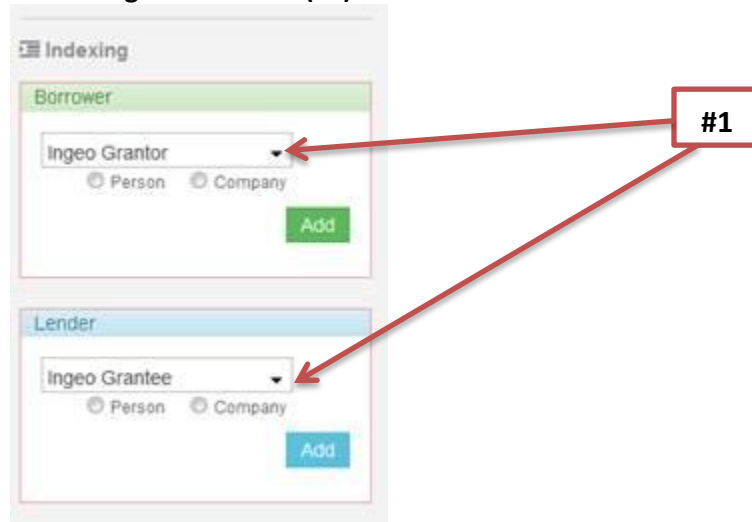 Indexing
Borrower
#1
Ingeo Grantor
Person Company
Add
Lender
Ingeo Grantee
Person Company
Add